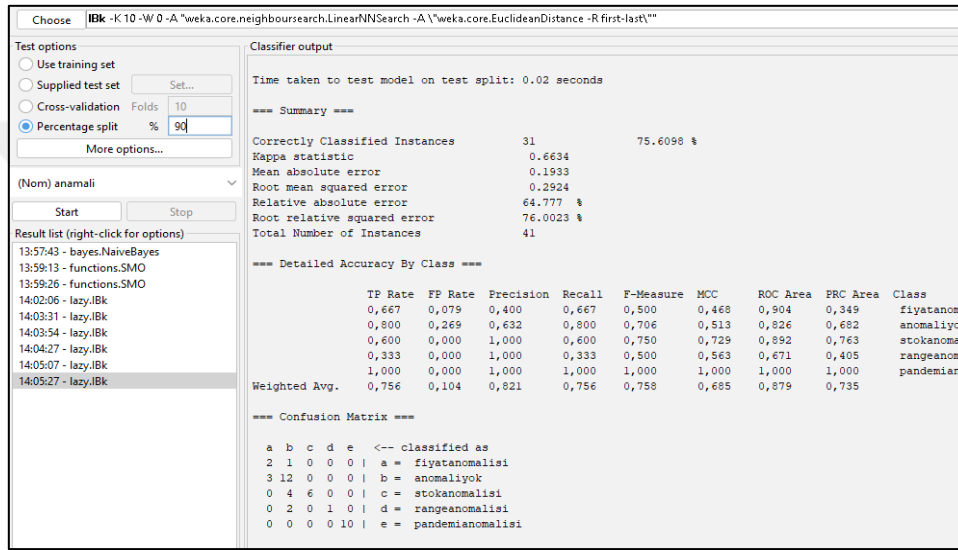 Choose IBk -K 10 -W 0 -A "weka.core.neighboursearch.LinearNNSearch -A \"weka.core.EuclideanDistance -R first-last\""
Test options
Use training set
Supplied test set Set...
Cross-validation Folds 10
Percentage split % 90
More options...
(Nom) anamali
Start Stop
Result list (right-click for options)
13:57:43 - bayes.NaiveBayes
13:59:13 - functions.SMO
13:59:26 - functions.SMO
14:02:06 - lazy.IBk
14:03:31 - lazy.IBk
14:03:54 - lazy.IBk
14:04:27 - lazy.IBk
14:05:07 - lazy.IBk
14:05:27 - lazy.IBk
Classifier output
Time taken to test model on test split: 0.02 seconds
=== Summary ===
Correctly Classified Instances 31 75.6098 %
Kappa statistic 0.6634
Mean absolute error 0.1933
Root mean squared error 0.2924
Relative absolute error 64.777 %
Root relative squared error 76.0023 %
Total Number of Instances 41
=== Detailed Accuracy By Class ===
TP Rate FP Rate Precision Recall F-Measure MCC ROC Area PRC Area Class
0,667 0,079 0,400 0,667 0,500 0,468 0,904 0,349 fiyatanom
0,800 0,269 0,632 0,800 0,706 0,513 0,826 0,682 anomaliyo
0,600 0,000 1,000 0,600 0,750 0,729 0,892 0,763 stokanoma
0,333 0,000 1,000 0,333 0,500 0,563 0,671 0,405 rangeanom
1,000 0,000 1,000 1,000 1,000 1,000 1,000 1,000 pandemian
Weighted Avg. 0,756 0,104 0,821 0,756 0,758 0,685 0,879 0,735
=== Confusion Matrix ===
a b c d e <-- classified as
2 1 0 0 0 | a = fiyatanomalisi
3 12 0 0 0 | b = anomaliyok
0 4 6 0 0 | c = stokanomalisi
0 2 0 1 0 | d = rangeanomalisi
0 0 0 0 10 | e = pandemianomalisi